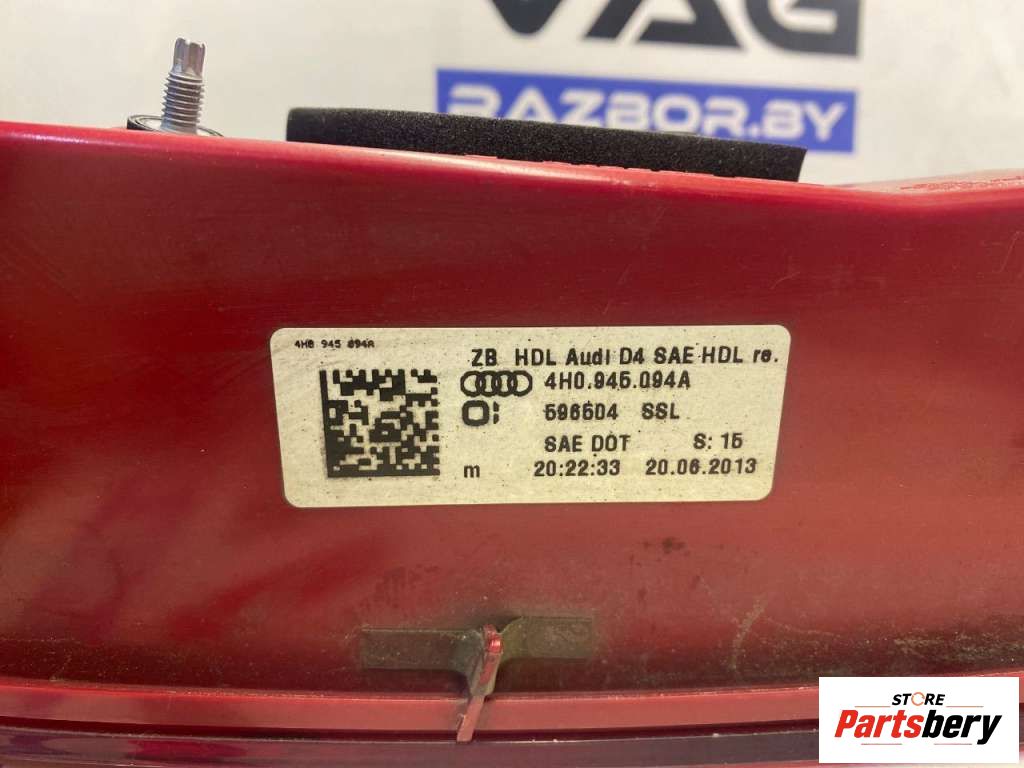 VAG
RAZBOR.BY
4H0 945 094A
ZB HDL Audi D4 SAE HDL re.
4H0.945.094A
596504 SSL
SAE DOT S: 15
m 20:22:33 20.06.2013
STORE
Partsbery